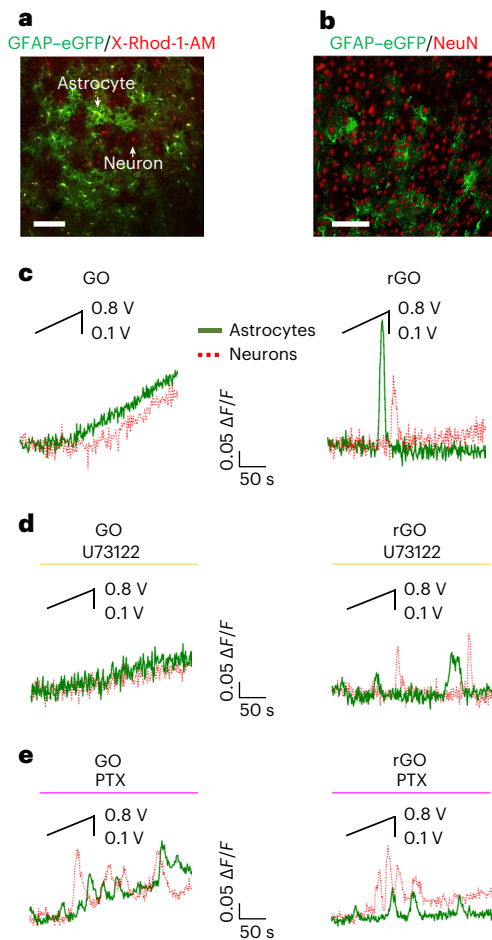 a
GFAP–eGFP/X-Rhod-1-AM
Astrocyte
Neuron
b
GFAP–eGFP/NeuN
c
GO
0.8 V
0.1 V
Astrocytes
Neurons
0.05 ΔF/F
50 s
rGO
0.8 V
0.1 V
d
GO
U73122
0.8 V
0.1 V
0.05 ΔF/F
50 s
rGO
U73122
0.8 V
0.1 V
e
GO
PTX
0.8 V
0.1 V
0.05 ΔF/F
50 s
rGO
PTX
0.8 V
0.1 V